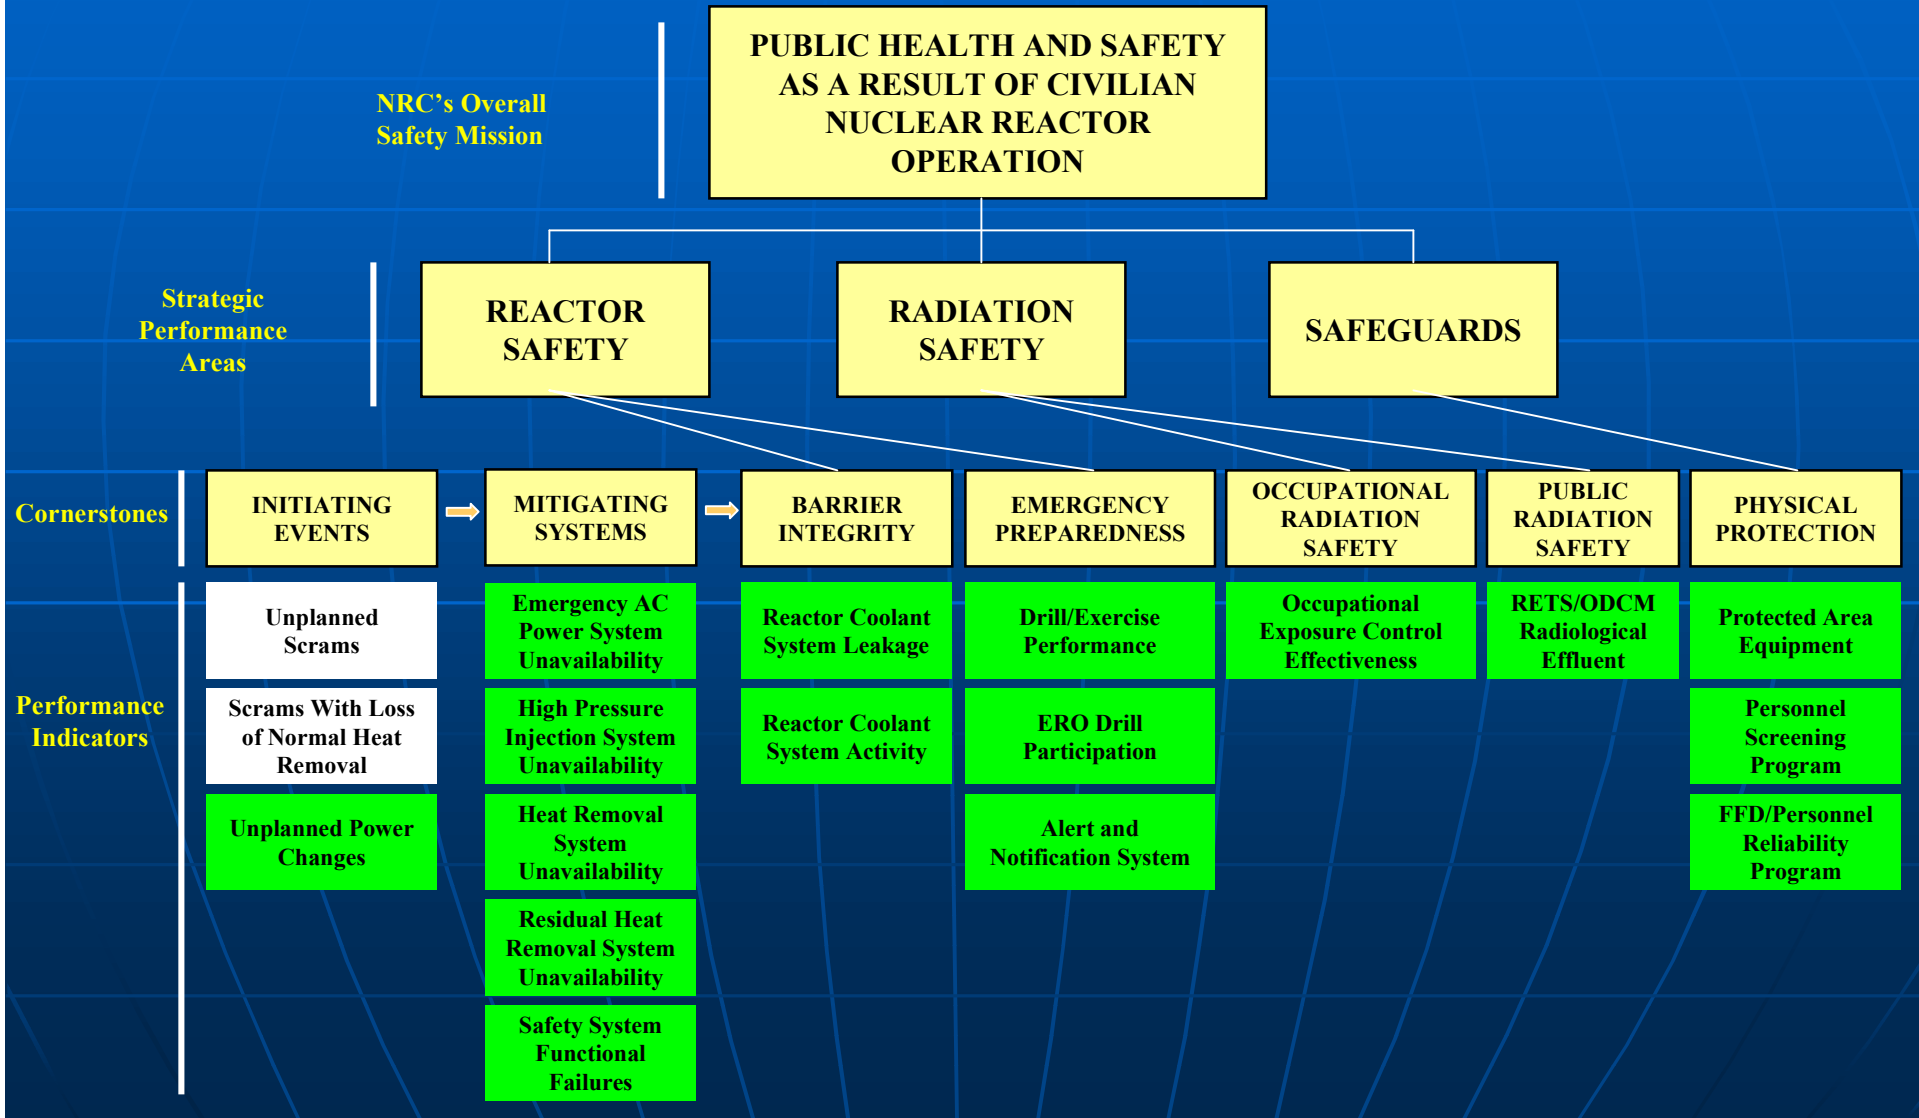 NRC’s Overall
Safety Mission
PUBLIC HEALTH AND SAFETY
AS A RESULT OF CIVILIAN
NUCLEAR REACTOR
OPERATION
Strategic
Performance
Areas
REACTOR
SAFETY
RADIATION
SAFETY
SAFEGUARDS
Cornerstones
INITIATING
EVENTS
MITIGATING
SYSTEMS
BARRIER
INTEGRITY
EMERGENCY
PREPAREDNESS
OCCUPATIONAL
RADIATION
SAFETY
PUBLIC
RADIATION
SAFETY
PHYSICAL
PROTECTION
Performance
Indicators
Unplanned
Scrams
Scrams With Loss
of Normal Heat
Removal
Unplanned Power
Changes
Emergency AC
Power System
Unavailability
High Pressure
Injection System
Unavailability
Heat Removal
System
Unavailability
Residual Heat
Removal System
Unavailability
Safety System
Functional
Failures
Reactor Coolant
System Leakage
Reactor Coolant
System Activity
Drill/Exercise
Performance
ERO Drill
Participation
Alert and
Notification System
Occupational
Exposure Control
Effectiveness
RETS/ODCM
Radiological
Effluent
Protected Area
Equipment
Personnel
Screening
Program
FFD/Personnel
Reliability
Program